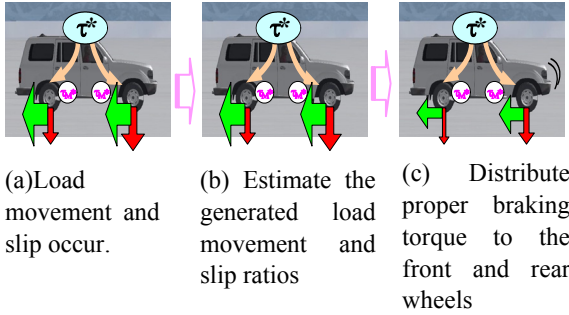 τ*
τ*
τ*
(a)Load
movement and
slip occur.
(b) Estimate the
generated load
movement and
slip ratios
(c) Distribute
proper braking
torque to the
front and rear
wheels